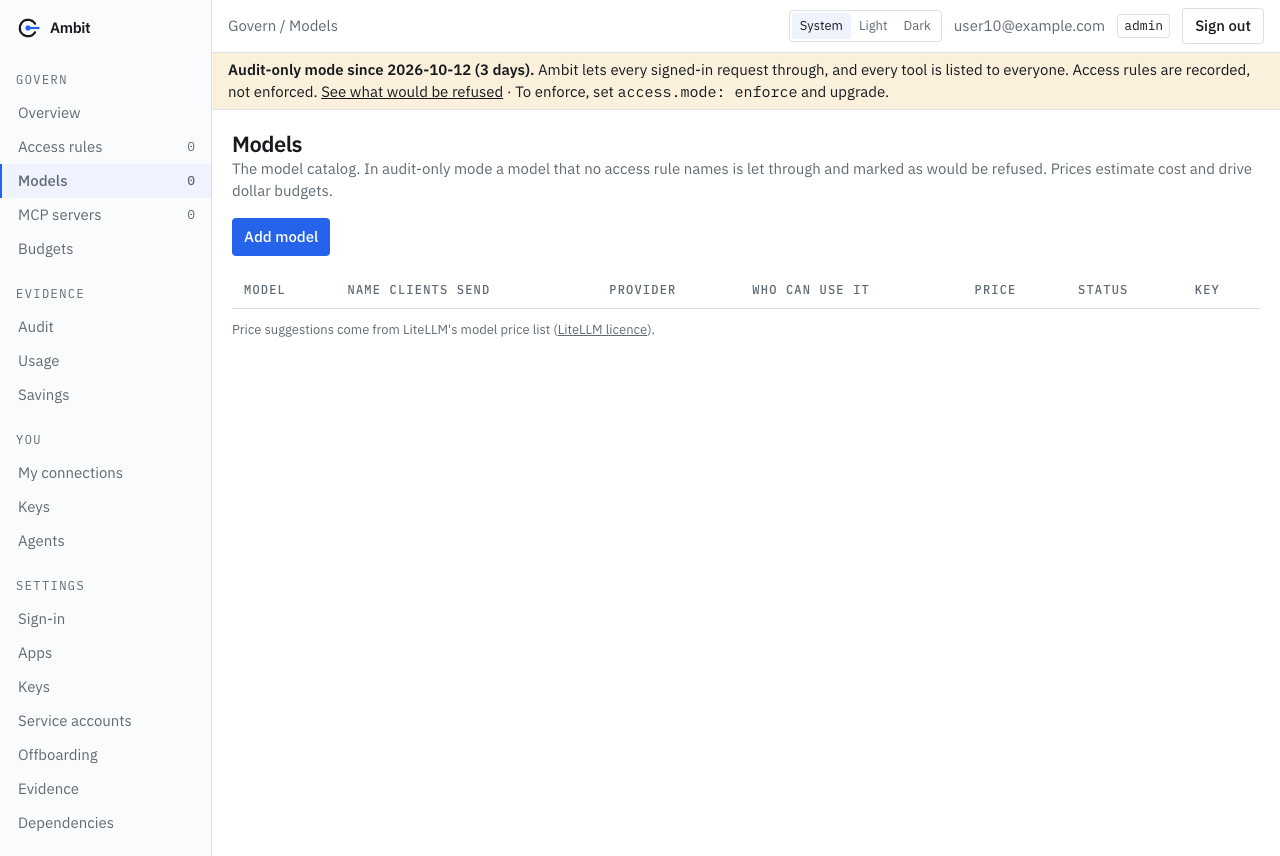 Ambit
Govern / Models
System Light Dark
user10@example.com
admin
Sign out
GOVERN
Overview
Access rules 0
Models 0
MCP servers 0
Budgets
EVIDENCE
Audit
Usage
Savings
YOU
My connections
Keys
Agents
SETTINGS
Sign-in
Apps
Keys
Service accounts
Offboarding
Evidence
Dependencies
Audit-only mode since 2026-10-12 (3 days). Ambit lets every signed-in request through, and every tool is listed to everyone. Access rules are recorded,
not enforced. See what would be refused · To enforce, set access.mode: enforce and upgrade.
Models
The model catalog. In audit-only mode a model that no access rule names is let through and marked as would be refused. Prices estimate cost and drive
dollar budgets.
Add model
MODEL NAME CLIENTS SEND PROVIDER WHO CAN USE IT PRICE STATUS KEY
Price suggestions come from LiteLLM's model price list (LiteLLM licence).